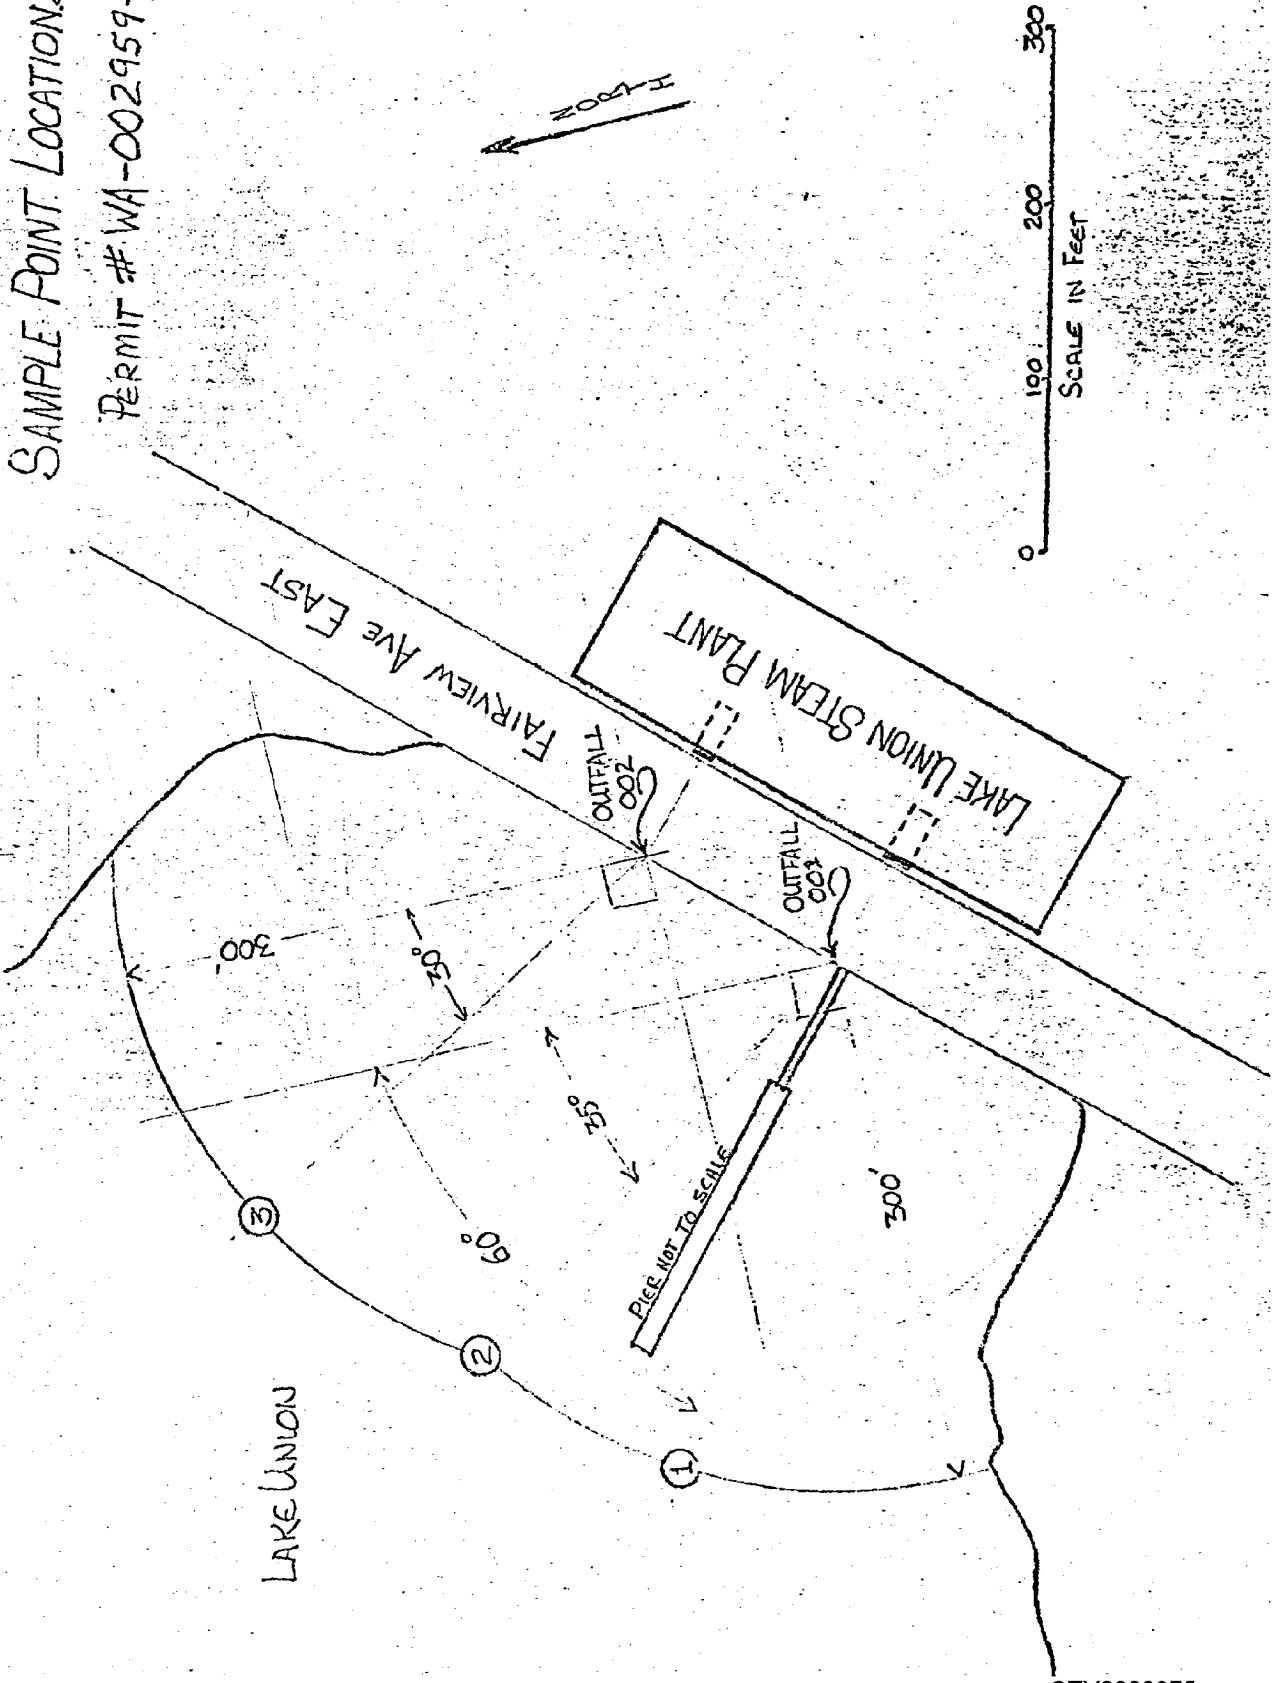 SAMPLE POINT LOCATIONS
PERMIT # WA-002959-
NORTH
FAIRVIEW AVE EAST
OUTFALL
002
OUTFALL
LAKE UNION STEAM PLANT
300'
30°
35°
60°
PIER NOT TO SCALE
300'
3
2
1
LAKE UNION
0
100
200
300
SCALE IN FEET